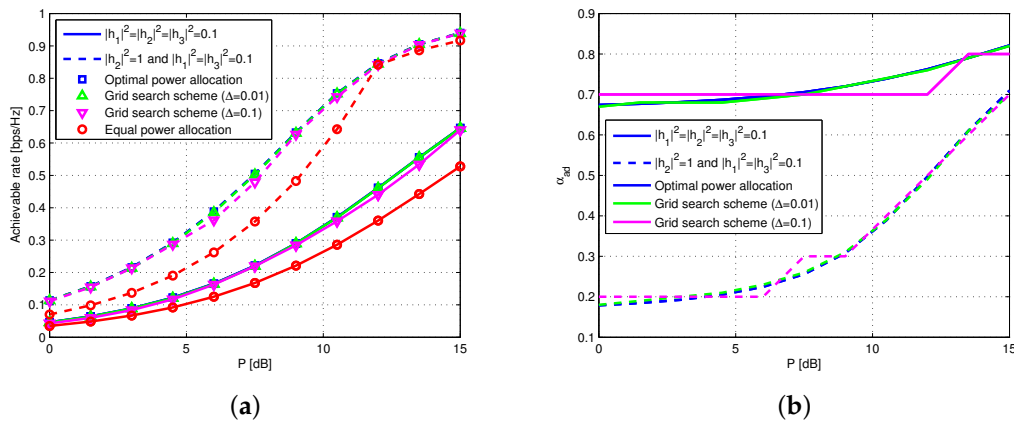 |h₁|²=|h₂|²=|h₃|²=0.1
|h₂|²=1 and |h₁|²=|h₃|²=0.1
Optimal power allocation
Grid search scheme (Δ=0.01)
Grid search scheme (Δ=0.1)
Equal power allocation
Achievable rate [bps/Hz]
1
0.9
0.8
0.7
0.6
0.5
0.4
0.3
0.2
0.1
0
0 5 10 15
P [dB]
(a)
|h₁|²=|h₂|²=|h₃|²=0.1
|h₂|²=1 and |h₁|²=|h₃|²=0.1
Optimal power allocation
Grid search scheme (Δ=0.01)
Grid search scheme (Δ=0.1)
α_ad
0.9
0.8
0.7
0.6
0.5
0.4
0.3
0.2
0.1
0 5 10 15
P [dB]
(b)